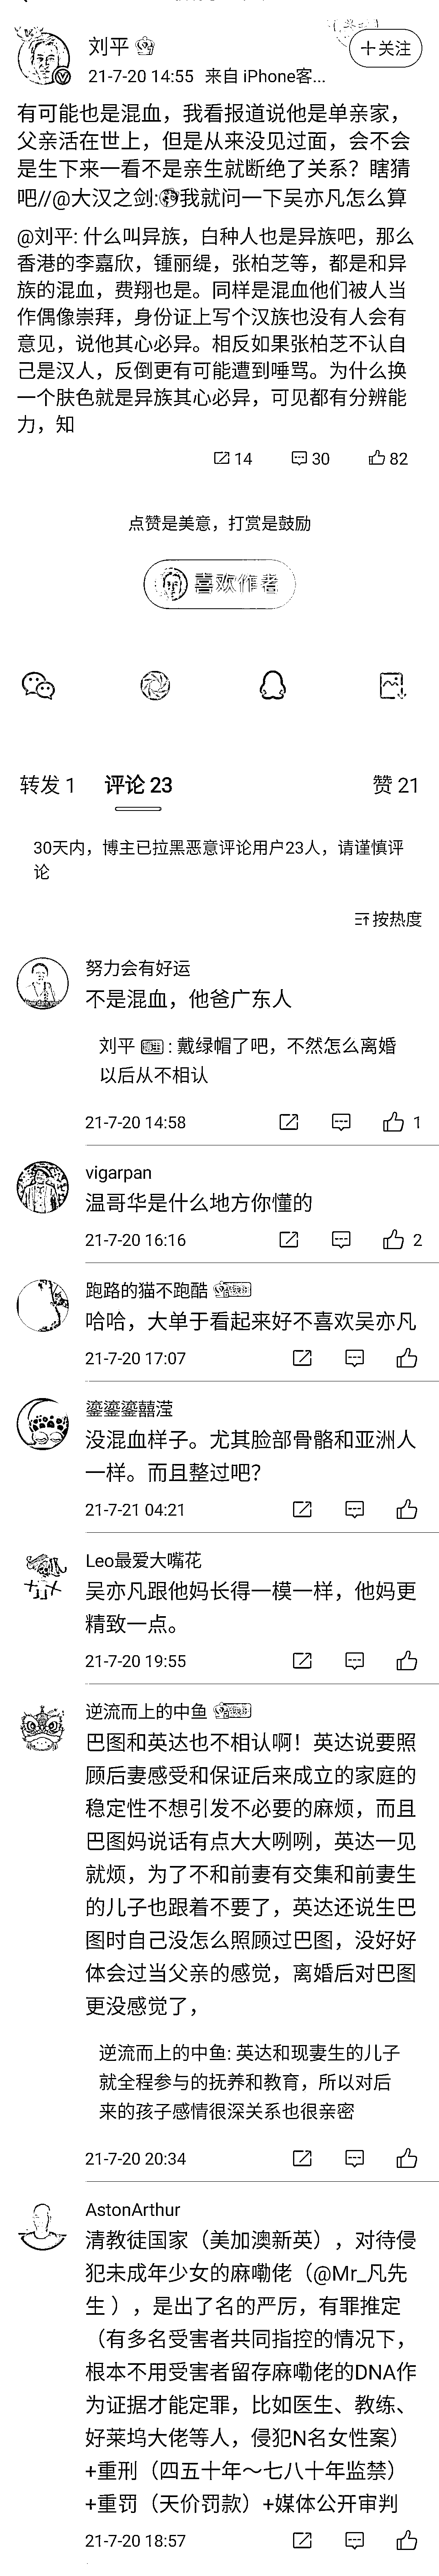 刘平
＋关注
21-7-20 14:55 来自 iPhone客...
有可能也是混血，我看报道说他是单亲家，
父亲活在世上，但是从来没见过面，会不会
是生下来一看不是亲生就断绝了关系？瞎猜
吧//@大汉之剑:我就问一下吴亦凡怎么算
@刘平: 什么叫异族，白种人也是异族吧，那么
香港的李嘉欣，锺丽缇，张柏芝等，都是和异
族的混血，费翔也是。同样是混血他们被人当
作偶像崇拜，身份证上写个汉族也没有人会有
意见，说他其心必异。相反如果张柏芝不认自
己是汉人，反倒更有可能遭到唾骂。为什么换
一个肤色就是异族其心必异，可见都有分辨能
力，知
14 30 82
点赞是美意，打赏是鼓励
喜欢作者
转发 1 评论 23 赞 21
30天内，博主已拉黑恶意评论用户23人，请谨慎评
论
按热度
努力会有好运
不是混血，他爸广东人
刘平 : 戴绿帽了吧，不然怎么离婚
以后从不相认
21-7-20 14:58 1
vigarpan
温哥华是什么地方你懂的
21-7-20 16:16 2
跑路的猫不跑酷
哈哈，大单于看起来好不喜欢吴亦凡
21-7-20 17:07
鎏鎏鎏囍滢
没混血样子。尤其脸部骨骼和亚洲人
一样。而且整过吧？
21-7-21 04:21
Leo最爱大嘴花
吴亦凡跟他妈长得一模一样，他妈更
精致一点。
21-7-20 19:55
逆流而上的中鱼
巴图和英达也不相认啊！英达说要照
顾后妻感受和保证后来成立的家庭的
稳定性不想引发不必要的麻烦，而且
巴图妈说话有点大大咧咧，英达一见
就烦，为了不和前妻有交集和前妻生
的儿子也跟着不要了，英达还说生巴
图时自己没怎么照顾过巴图，没好好
体会过当父亲的感觉，离婚后对巴图
更没感觉了，
逆流而上的中鱼: 英达和现妻生的儿子
就全程参与的抚养和教育，所以对后
来的孩子感情很深关系也很亲密
21-7-20 20:34
AstonArthur
清教徒国家（美加澳新英），对待侵
犯未成年少女的麻嘞佬（@Mr_凡先
生 ），是出了名的严厉，有罪推定
（有多名受害者共同指控的情况下，
根本不用受害者留存麻嘞佬的DNA作
为证据才能定罪，比如医生、教练、
好莱坞大佬等人，侵犯N名女性案）
+重刑（四五十年～七八十年监禁）
+重罚（天价罚款）+媒体公开审判
21-7-20 18:57